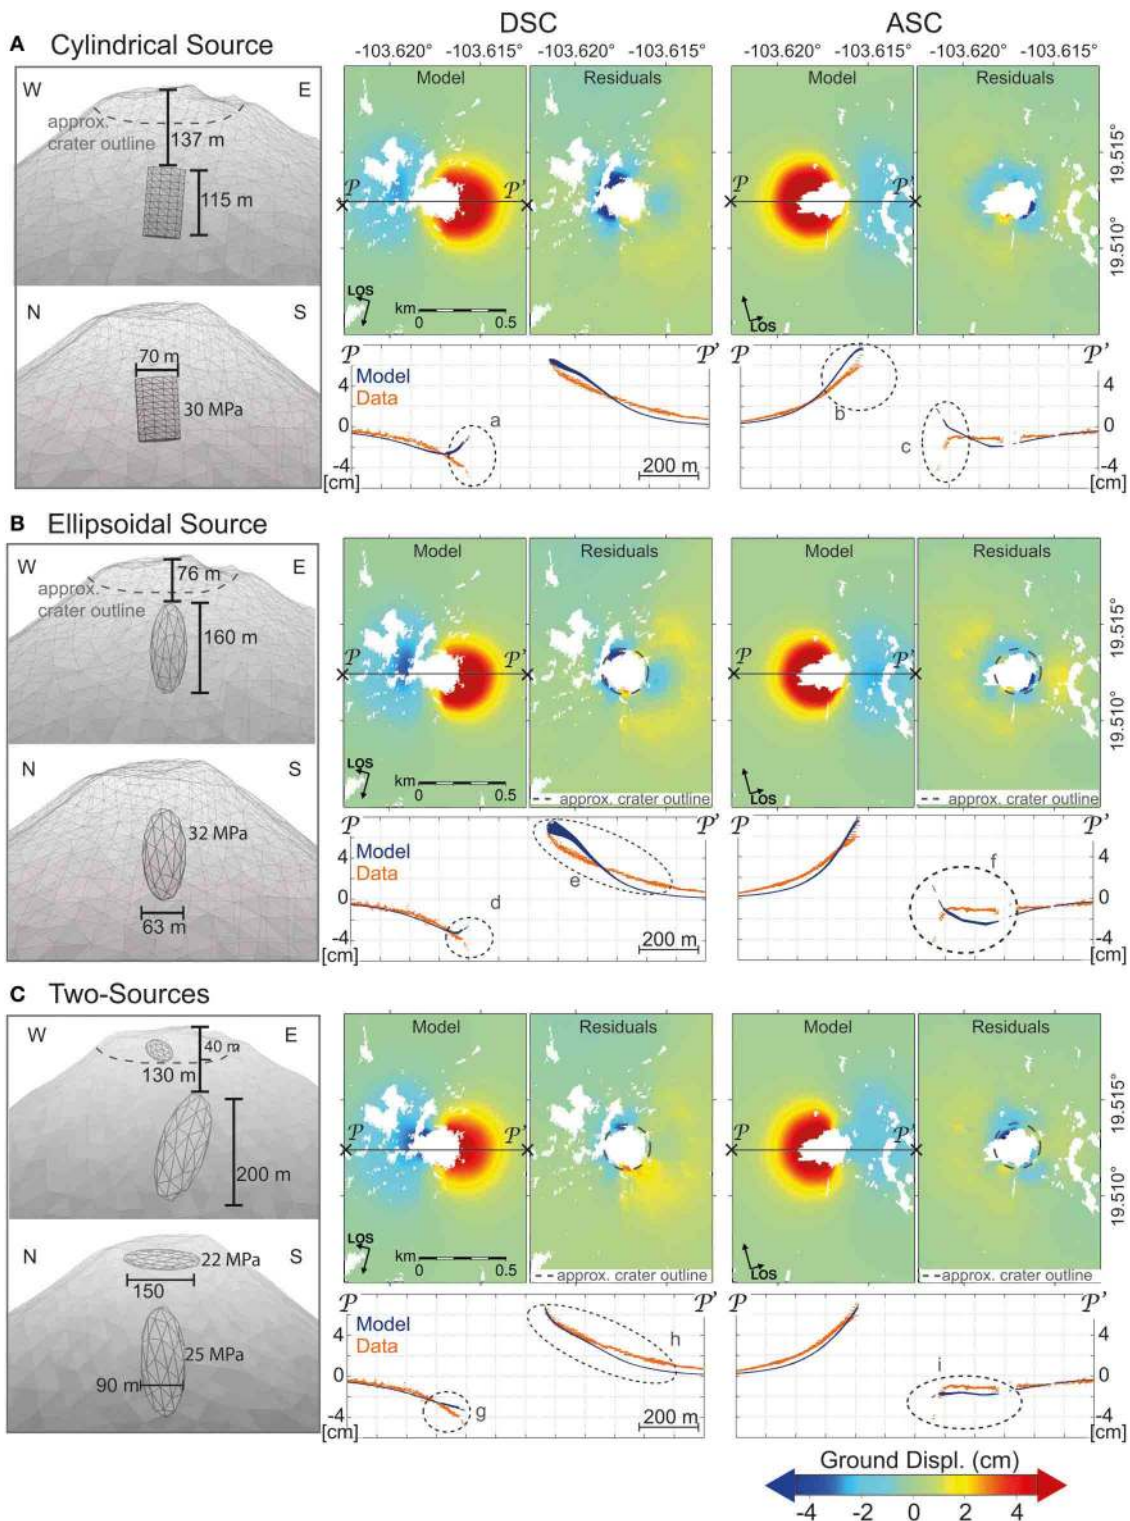 DSC ASC
A Cylindrical Source
-103.620° -103.615° -103.620° -103.615° -103.620° -103.615° -103.620° -103.615°
W E
approx.
crater outline
137 m
115 m
N S
70 m
30 MPa
Model Residuals Model Residuals
P P' P P'
LOS
km
0 0.5
LOS
19.515°
19.510°
P P' P P'
Model
Data
4
0
-4
[cm]
a
200 m
b
c
4
0
-4
[cm]
B Ellipsoidal Source
W E
approx.
crater outline
76 m
160 m
N S
32 MPa
63 m
Model Residuals Model Residuals
P P' P P'
LOS
km
0 0.5
approx. crater outline
LOS
approx. crater outline
19.515°
19.510°
P P' P P'
Model
Data
4
0
-4
[cm]
d
e
200 m
f
4
0
-4
[cm]
C Two-Sources
W E
40 m
130 m
200 m
N S
22 MPa
150
25 MPa
90 m
Model Residuals Model Residuals
P P' P P'
LOS
km
0 0.5
approx. crater outline
LOS
approx. crater outline
19.515°
19.510°
P P' P P'
Model
Data
4
0
-4
[cm]
g
h
200 m
i
4
0
-4
[cm]
Ground Displ. (cm)
-4 -2 0 2 4